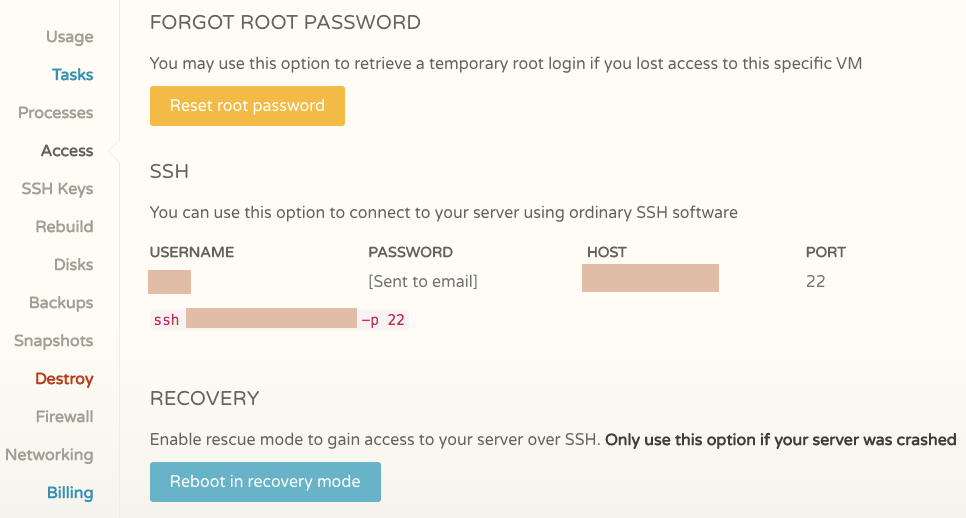 Usage
Tasks
Processes
Access
SSH Keys
Rebuild
Disks
Backups
Snapshots
Destroy
Firewall
Networking
Billing
FORGOT ROOT PASSWORD
You may use this option to retrieve a temporary root login if you lost access to this specific VM
Reset root password
SSH
You can use this option to connect to your server using ordinary SSH software
USERNAME PASSWORD HOST PORT
[Sent to email] 22
ssh –p 22
RECOVERY
Enable rescue mode to gain access to your server over SSH. Only use this option if your server was crashed
Reboot in recovery mode